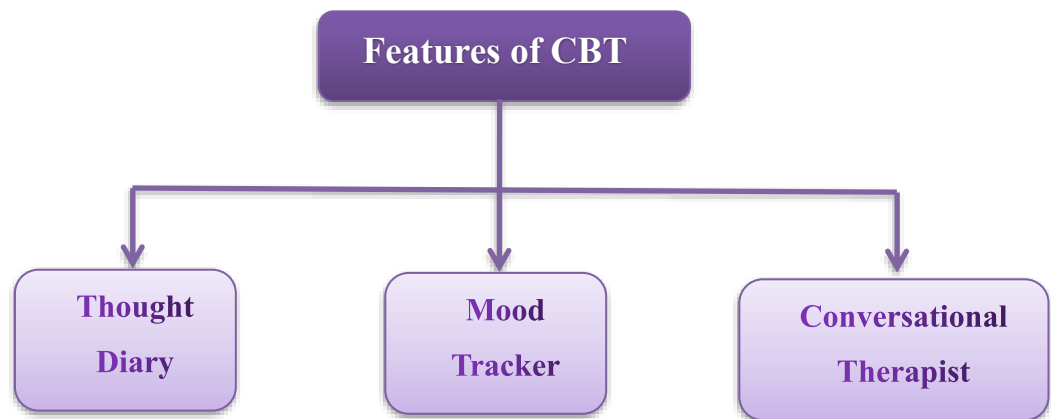 Features of CBT
Thought
Diary
Mood
Tracker
Conversational
Therapist